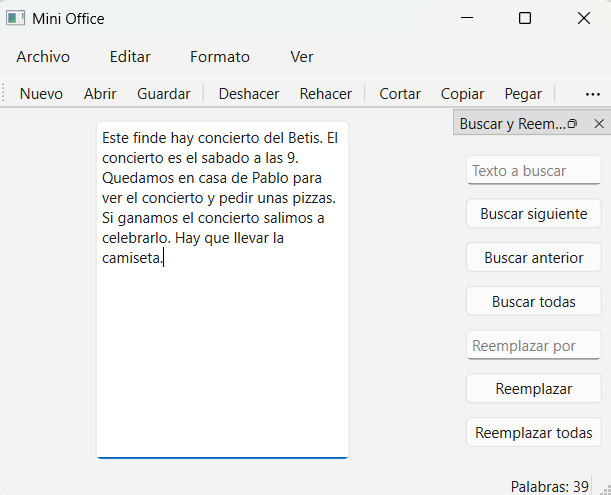 Mini Office
Archivo Editar Formato Ver
Nuevo Abrir Guardar Deshacer Rehacer Cortar Copiar Pegar ...
Buscar y Reem...
Este finde hay concierto del Betis. El
concierto es el sabado a las 9.
Quedamos en casa de Pablo para
ver el concierto y pedir unas pizzas.
Si ganamos el concierto salimos a
celebrarlo. Hay que llevar la
camiseta.
Texto a buscar
Buscar siguiente
Buscar anterior
Buscar todas
Reemplazar por
Reemplazar
Reemplazar todas
Palabras: 39